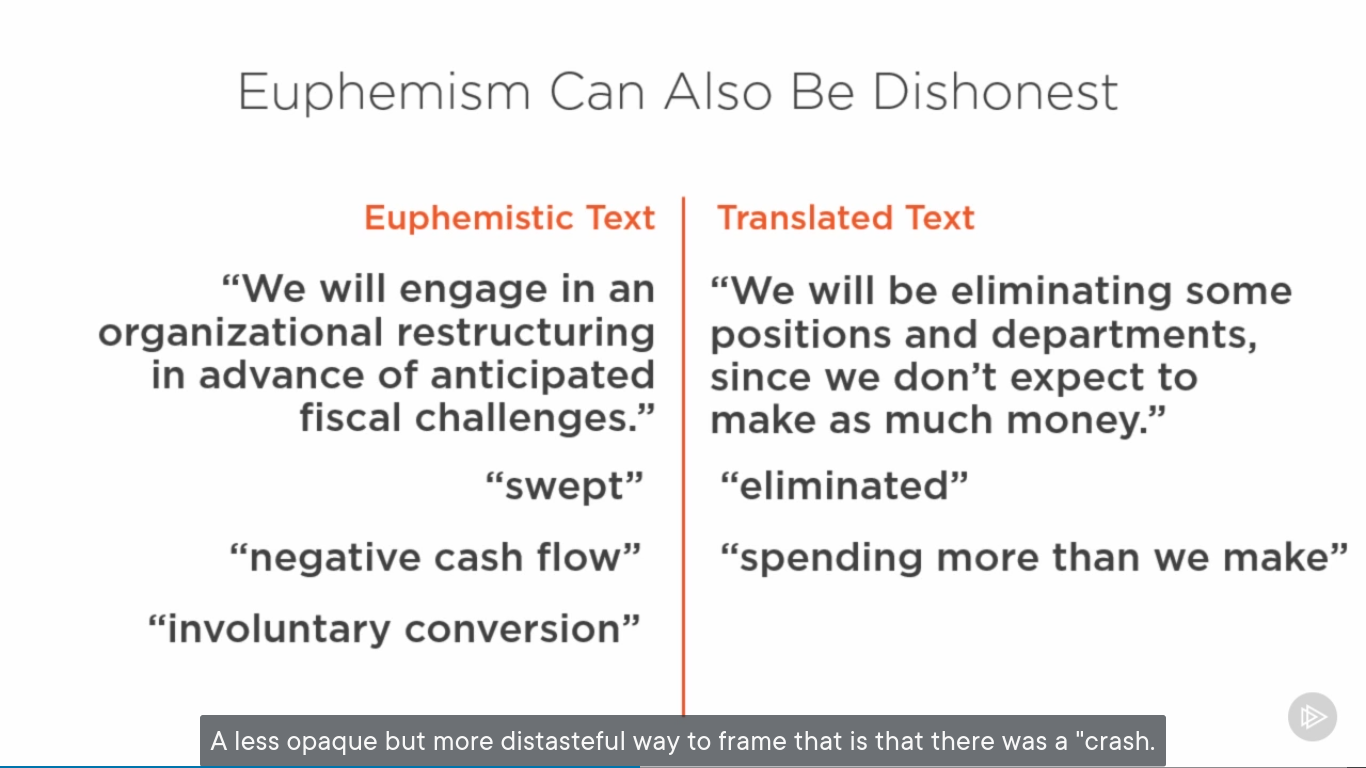 Euphemism Can Also Be Dishonest
Euphemistic Text
“We will engage in an
organizational restructuring
in advance of anticipated
fiscal challenges.”
“swept”
“negative cash flow”
“involuntary conversion”
Translated Text
“We will be eliminating some
positions and departments,
since we don’t expect to
make as much money.”
“eliminated”
“spending more than we make”
A less opaque but more distasteful way to frame that is that there was a "crash.